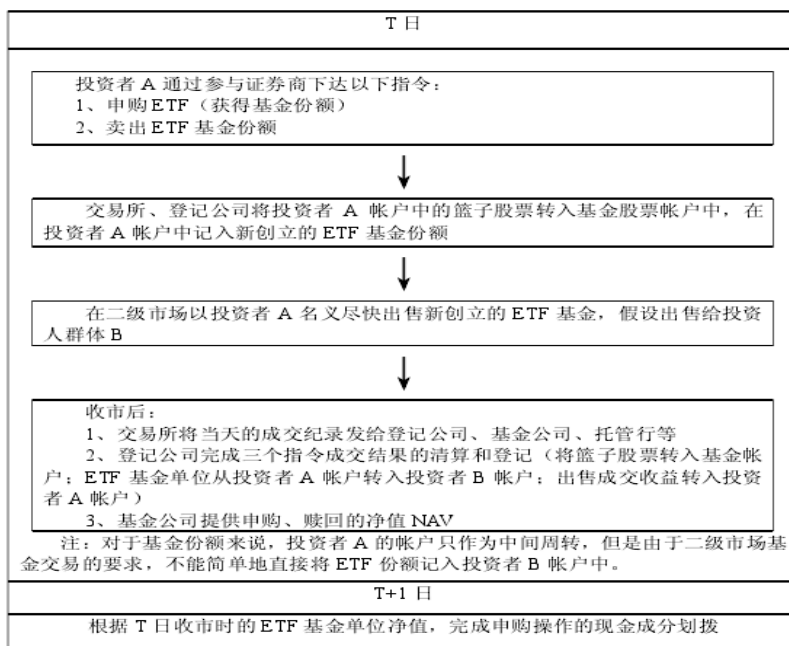 T 日
投资者 A 通过参与证券商下达以下指令：
1、申购 ETF（获得基金份额）
2、卖出 ETF 基金份额
交易所、登记公司将投资者 A 帐户中的篮子股票转入基金股票帐户中，在
投资者 A 帐户中记入新创立的 ETF 基金份额
在二级市场以投资者 A 名义尽快出售新创立的 ETF 基金，假设出售给投资
人群体 B
收市后：
1、交易所将当天的成交纪录发给登记公司、基金公司、托管行等
2、登记公司完成三个指令成交结果的清算和登记（将篮子股票转入基金帐
户；ETF 基金单位从投资者 A 帐户转入投资者 B 帐户；出售成交收益转入投资
者 A 帐户）
3、基金公司提供申购、赎回的净值 NAV
注：对于基金份额来说，投资者 A 的帐户只作为中间周转，但是由于二级市场基
金交易的要求，不能简单地直接将 ETF 份额记入投资者 B 帐户中。
T+1 日
根据 T 日收市时的 ETF 基金单位净值，完成申购操作的现金成分划拨